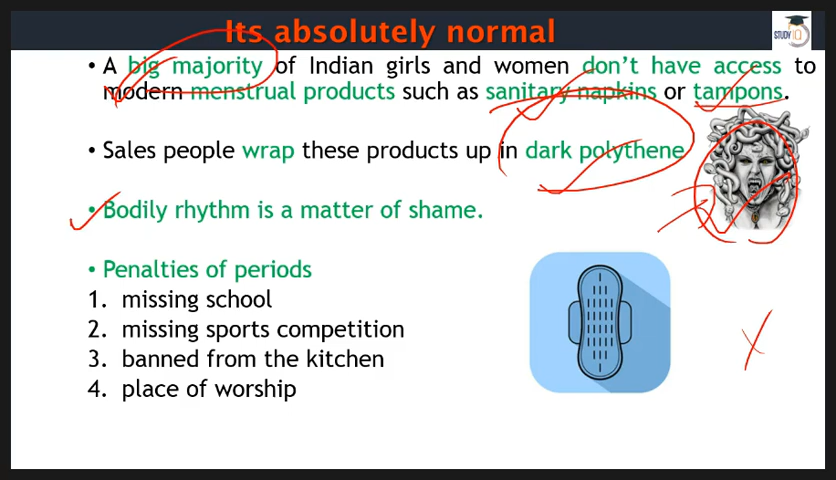 Its absolutely normal
STUDY IQ
• A big majority of Indian girls and women don't have access to
modern menstrual products such as sanitary napkins or tampons.
• Sales people wrap these products up in dark polythene
• Bodily rhythm is a matter of shame.
• Penalties of periods
1. missing school
2. missing sports competition
3. banned from the kitchen
4. place of worship